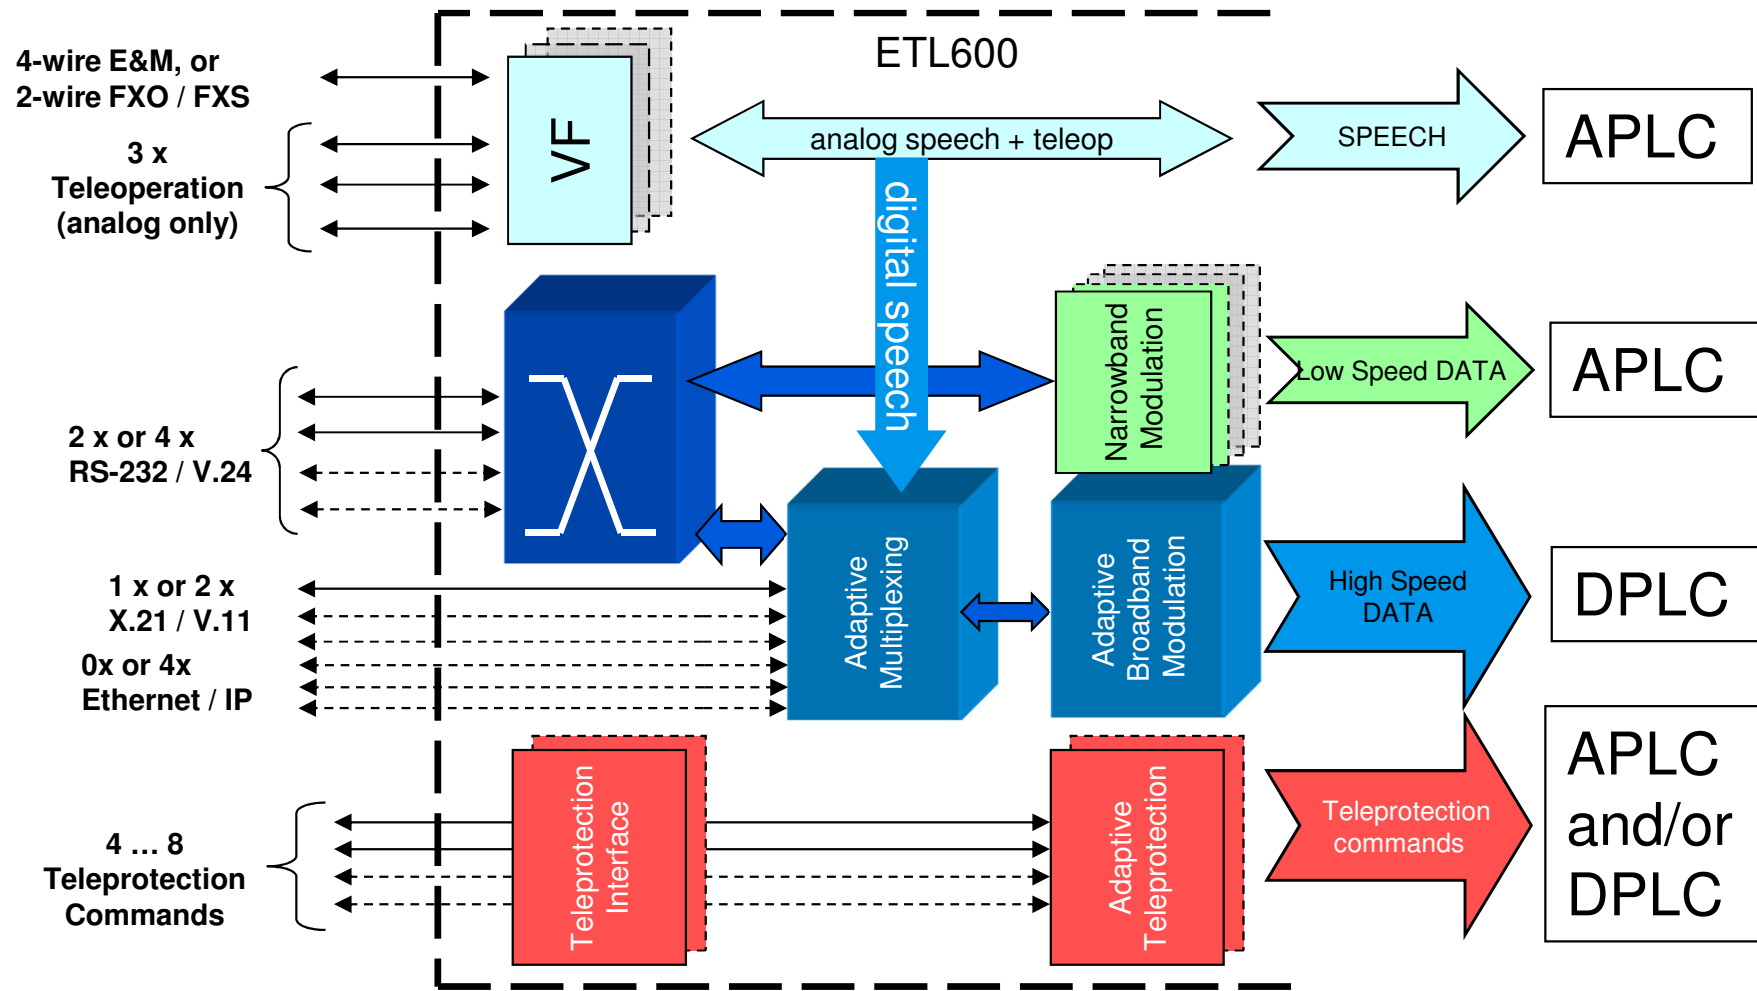 ETL600
4-wire E&M, or
2-wire FXO / FXS
3 x
Teleoperation
(analog only)
VF
analog speech + teleop
digital speech
SPEECH
APLC
2 x or 4 x
RS-232 / V.24
Narrowband
Modulation
Low Speed DATA
APLC
1 x or 2 x
X.21 / V.11
0x or 4x
Ethernet / IP
Adaptive
Multiplexing
Adaptive
Broadband
Modulation
High Speed
DATA
DPLC
4 ... 8
Teleprotection
Commands
Teleprotection
Interface
Adaptive
Teleprotection
Teleprotection
commands
APLC
and/or
DPLC